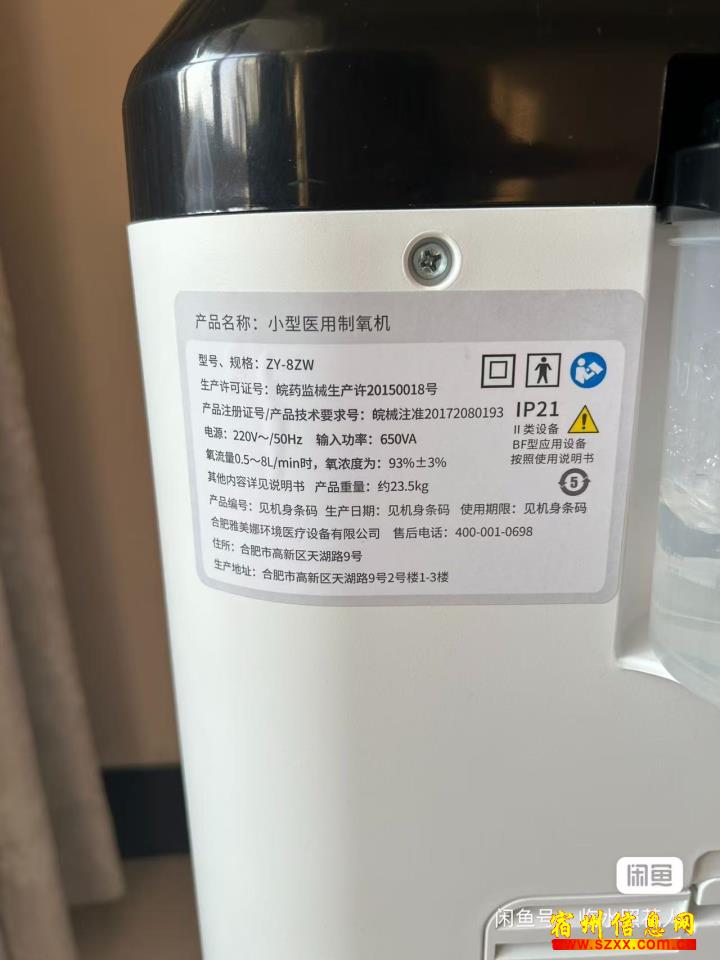 产品名称：小型医用制氧机
型号、规格：ZY-8ZW
生产许可证号：皖药监械生产许20150018号
产品注册证号/产品技术要求号：皖械注准20172080193
电源：220V～/50Hz 输入功率：650VA
氧流量0.5～8L/min时，氧浓度为：93%±3%
其他内容详见说明书 产品重量：约23.5kg
产品编号：见机身条码 生产日期：见机身条码 使用期限：见机身条码
合肥雅美娜环境医疗设备有限公司 售后电话：400-001-0698
住所：合肥市高新区天湖路9号
生产地址：合肥市高新区天湖路9号2号楼1-3楼
IP21
II类设备
BF型应用设备
按照使用说明书
5
闲鱼
闲鱼号：临水照花人
宿州信息网
www.szxx.com.cn